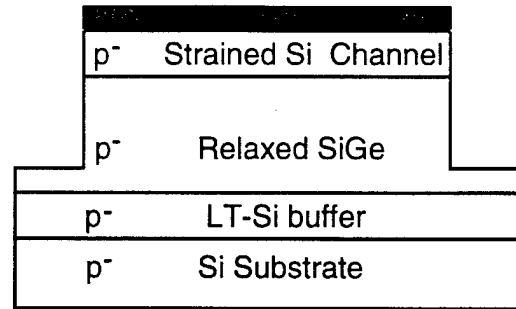 p- Strained Si Channel
p- Relaxed SiGe
p- LT-Si buffer
p- Si Substrate